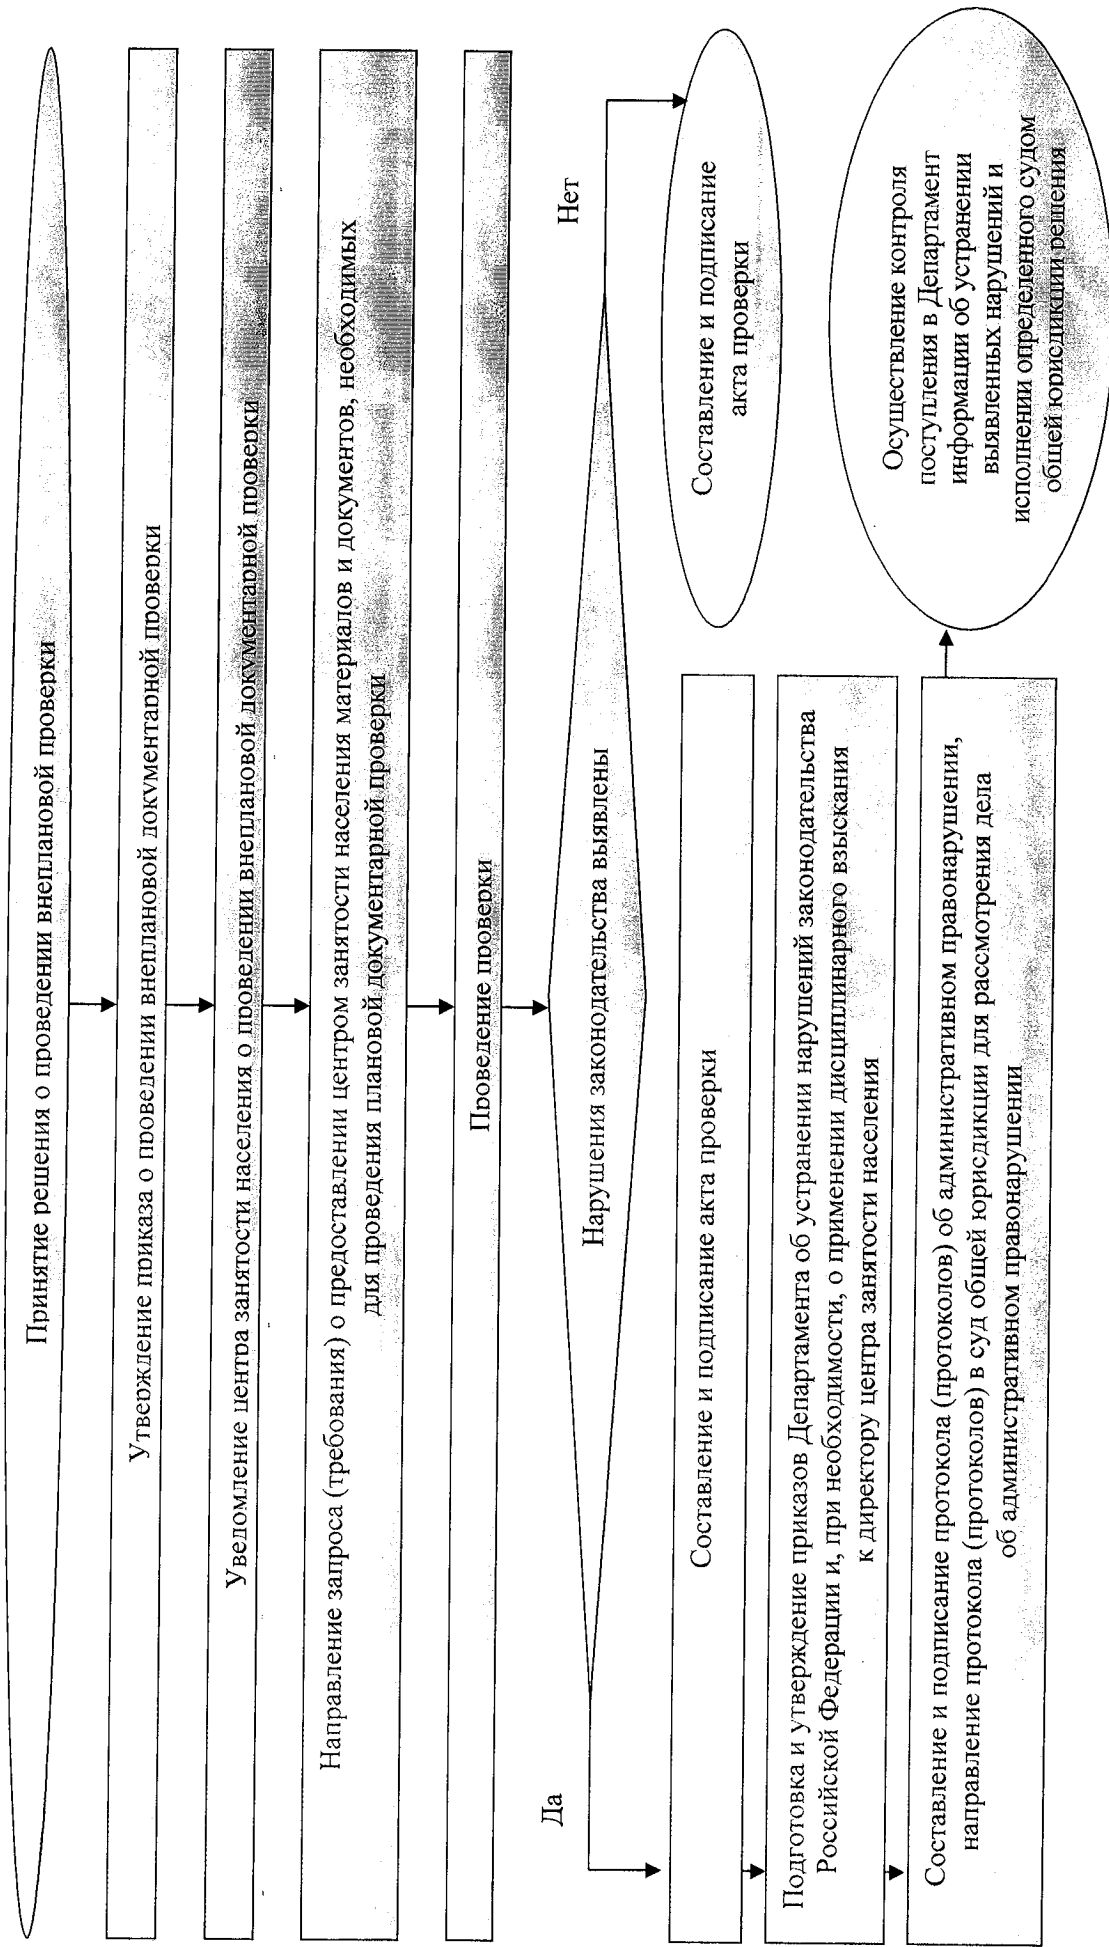 Принятие решения о проведении внеплановой проверки
Утверждение приказа о проведении внеплановой документарной проверки
Уведомление центра занятости населения о проведении внеплановой документарной проверки
Направление запроса (требования) о предоставлении центром занятости населения материалов и документов, необходимых
для проведения плановой документарной проверки
Проведение проверки
Нарушения законодательства выявлены
Да
Нет
Составление и подписание акта проверки
Подготовка и утверждение приказов Департамента об устранении нарушений законодательства
Российской Федерации и, при необходимости, о применении дисциплинарного взыскания
к директору центра занятости населения
Составление и подписание протокола (протоколов) об административном правонарушении,
направление протокола (протоколов) в суд общей юрисдикции для рассмотрения дела
об административном правонарушении
Составление и подписание
акта проверки
Осуществление контроля
поступления в Департамент
информации об устранении
выявленных нарушений и
исполнении определенного судом
общей юрисдикции решения